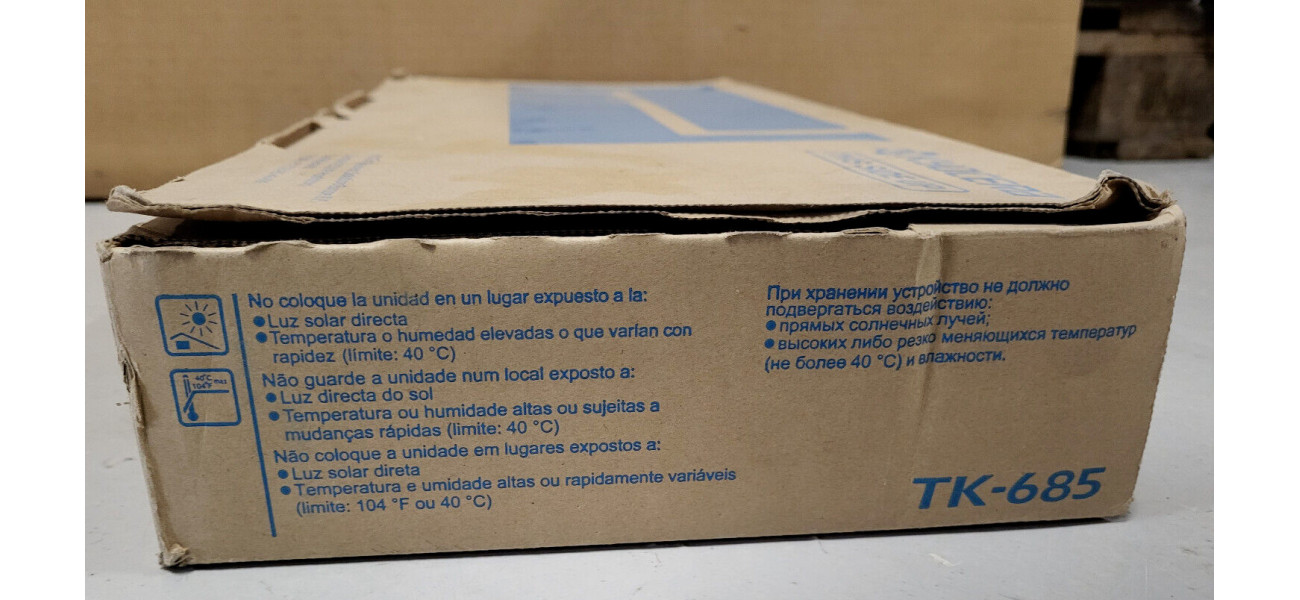 No coloque la unidad en un lugar expuesto a la:
● Luz solar directa
● Temperatura o humedad elevadas o que varían con
rapidez (límite: 40 °C)
Não guarde a unidade num local exposto a:
● Luz directa do sol
● Temperatura ou humidade altas ou sujeitas a
mudanças rápidas (limite: 40 °C)
Não coloque a unidade em lugares expostos a:
● Luz solar direta
● Temperatura e umidade altas ou rapidamente variáveis
(limite: 104 °F ou 40 °C)
40°C
104°F max
При хранении устройство не должно
подвергаться воздействию:
● прямых солнечных лучей;
● высоких либо резко меняющихся температур
(не более 40 °C) и влажности.
TK-685